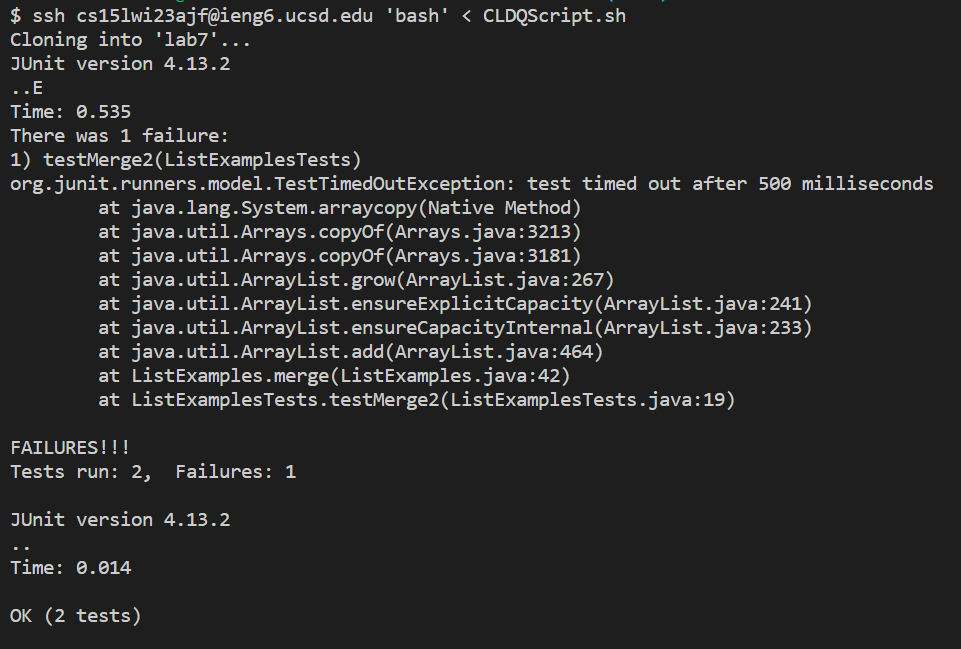 $ ssh cs15lwi23ajf@ieng6.ucsd.edu 'bash' < CLDQScript.sh
Cloning into 'lab7'...
JUnit version 4.13.2
..E
Time: 0.535
There was 1 failure:
1) testMerge2(ListExamplesTests)
org.junit.runners.model.TestTimedOutException: test timed out after 500 milliseconds
        at java.lang.System.arraycopy(Native Method)
        at java.util.Arrays.copyOf(Arrays.java:3213)
        at java.util.Arrays.copyOf(Arrays.java:3181)
        at java.util.ArrayList.grow(ArrayList.java:267)
        at java.util.ArrayList.ensureExplicitCapacity(ArrayList.java:241)
        at java.util.ArrayList.ensureCapacityInternal(ArrayList.java:233)
        at java.util.ArrayList.add(ArrayList.java:464)
        at ListExamples.merge(ListExamples.java:42)
        at ListExamplesTests.testMerge2(ListExamplesTests.java:19)

FAILURES!!!
Tests run: 2,  Failures: 1

JUnit version 4.13.2
..
Time: 0.014

OK (2 tests)